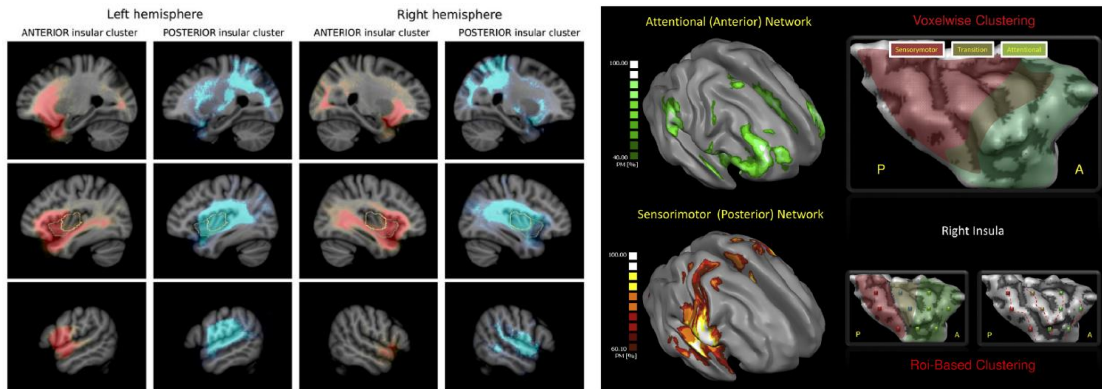 Left hemisphere
Right hemisphere
ANTERIOR insular cluster
POSTERIOR insular cluster
ANTERIOR insular cluster
POSTERIOR insular cluster
Attentional (Anterior) Network
100.00
40.00
PM [%]
Sensorimotor (Posterior) Network
100.00
60.10
PM [%]
Voxelwise Clustering
Sensorymotor
Transition
Attentional
P
A
Right Insula
P
A
P
A
Roi-Based Clustering